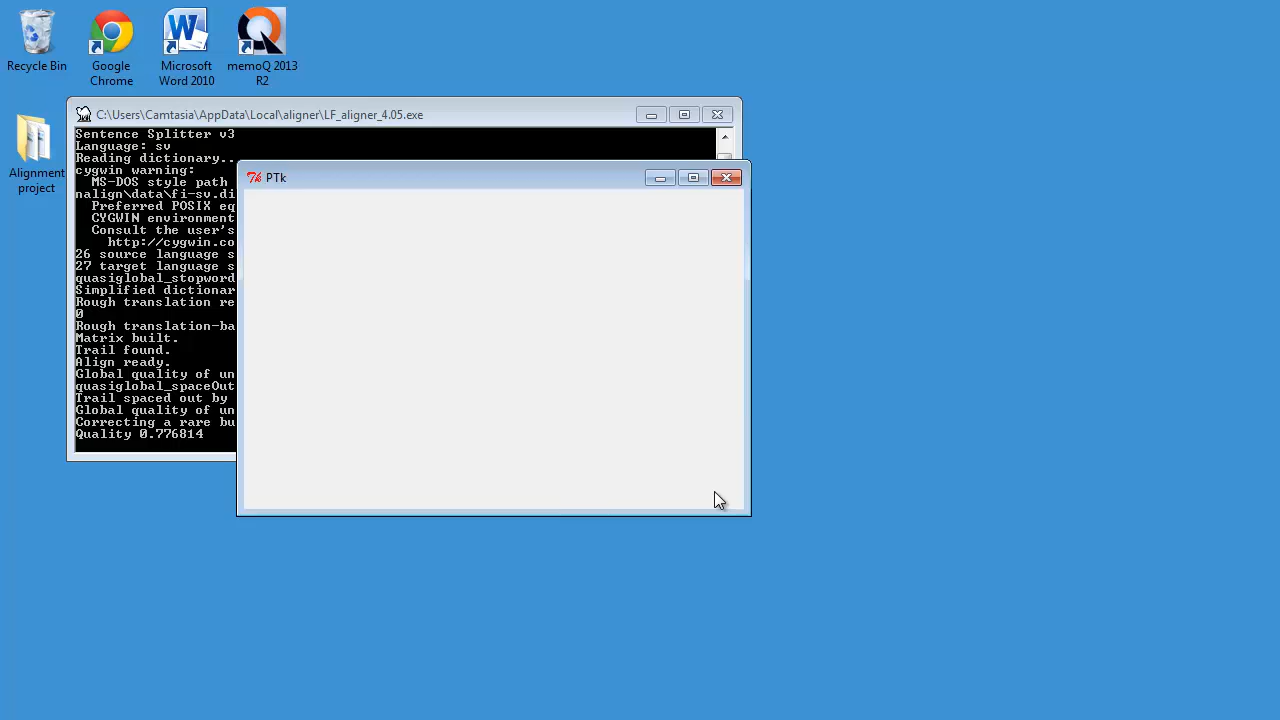 Recycle Bin
Google
Chrome
Microsoft
Word 2010
memoQ 2013
R2
Alignment
project
C:\Users\Camtasia\AppData\Local\aligner\LF_aligner_4.05.exe
Sentence Splitter v3
Language: sv
Reading dictionary..
cygwin warning:
MS-DOS style path
nalign\data\fi-sv.di
Preferred POSIX eq
CYGWIN environment
Consult the user's
http://cygwin.co
26 source language s
27 target language s
quasiglobal_stopword
Simplified dictionar
Rough translation re
0
Rough translation-ba
Matrix built.
Trail found.
Align ready.
Global quality of un
quasiglobal_spaceOut
Trail spaced out by
Global quality of un
Correcting a rare bu
Quality 0.776814
PTk